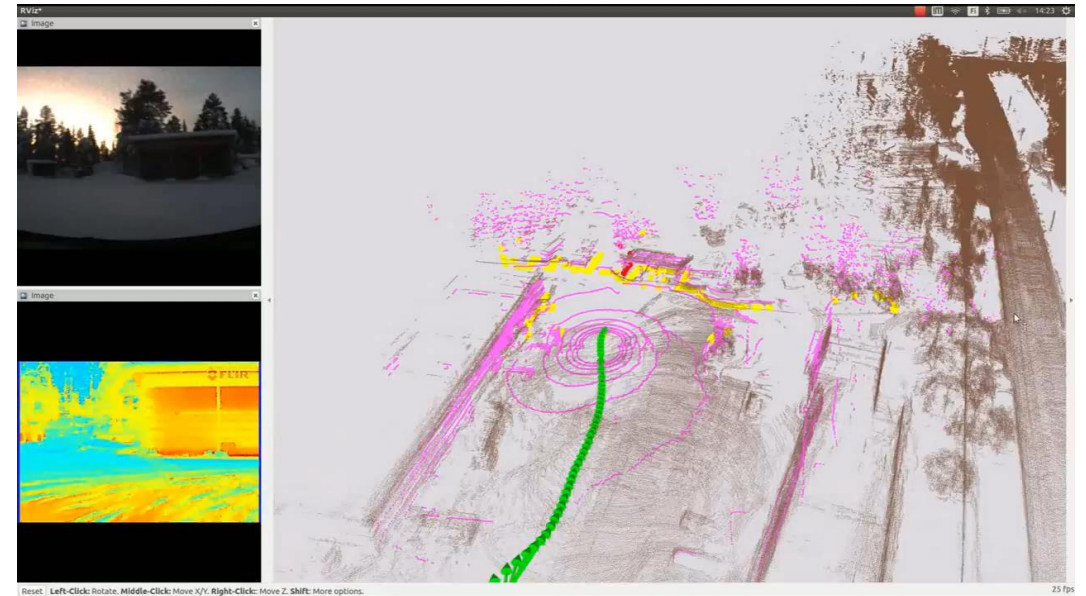 RViz*
Fi
14:23
Image
Image
FLIR
Reset Left-Click: Rotate. Middle-Click: Move X/Y. Right-Click:: Move Z. Shift: More options.
25 fps